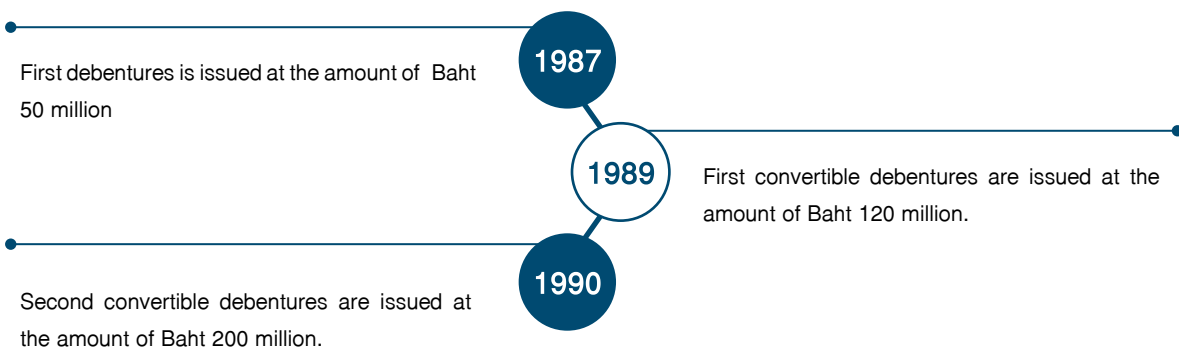 1987
First debentures is issued at the amount of Baht
50 million
1989
First convertible debentures are issued at the
amount of Baht 120 million.
1990
Second convertible debentures are issued at
the amount of Baht 200 million.